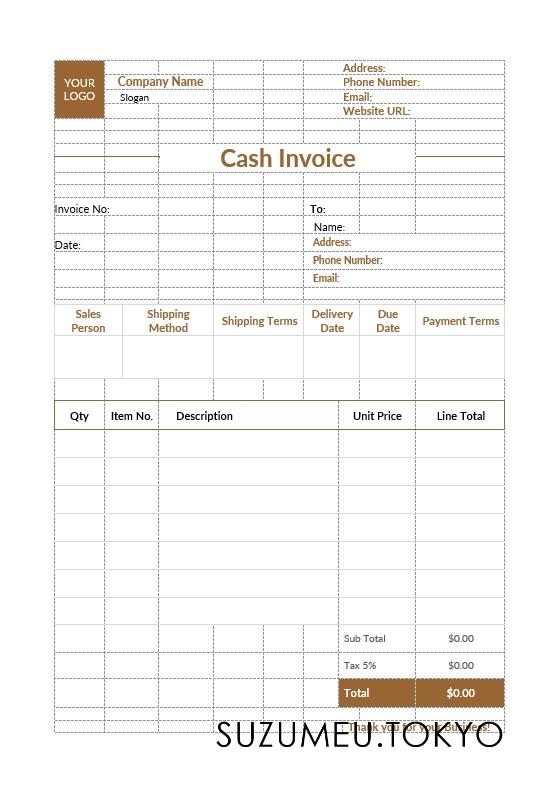 YOUR
LOGO
Company Name
Slogan
Address:
Phone Number:
Email:
Website URL:
Cash Invoice
Invoice No:
Date:
To:
Name:
Address:
Phone Number:
Email:
Sales Person Shipping Method Shipping Terms Delivery Date Due Date Payment Terms
Qty Item No. Description Unit Price Line Total
Sub Total $0.00
Tax 5% $0.00
Total $0.00
Thank you for your Business!
SUZUMEU.TOKYO